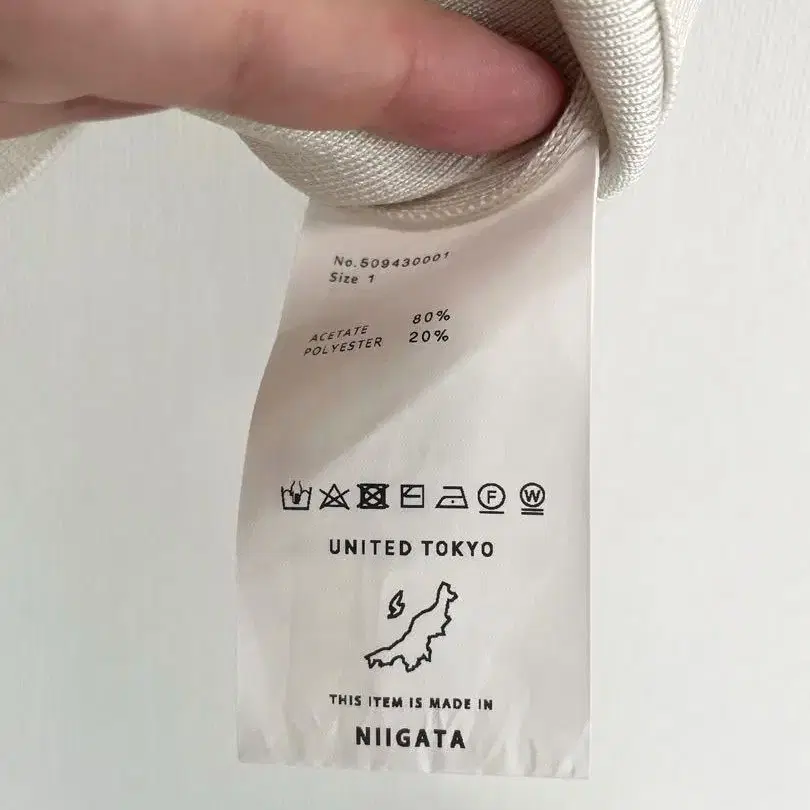 No.509430001
Size 1
ACETATE 80%
POLYESTER 20%
F W
UNITED TOKYO
THIS ITEM IS MADE IN
NIIGATA